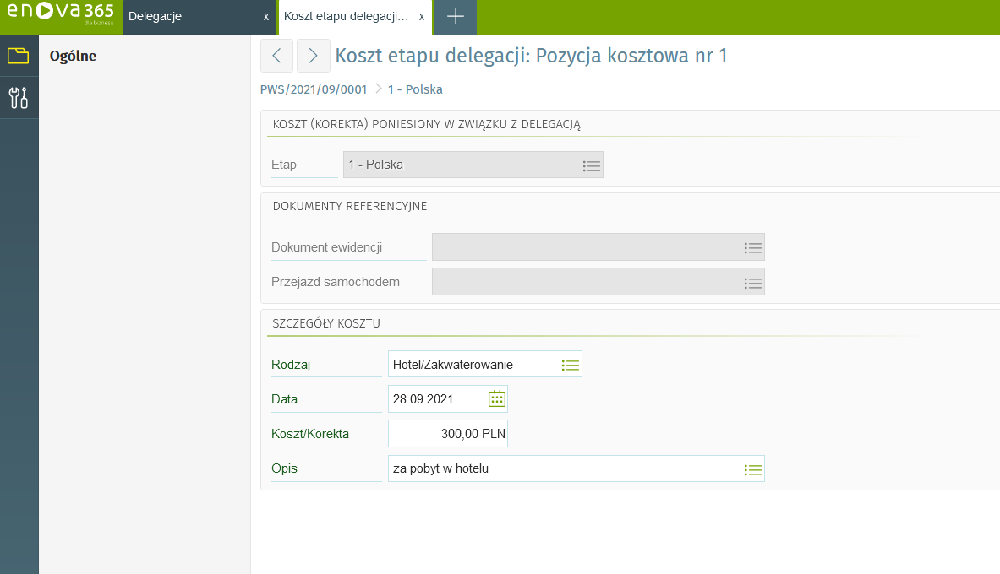 enova365
dla biznesu
Delegacje x
Koszt etapu delegacji... x
Ogólne
Koszt etapu delegacji: Pozycja kosztowa nr 1
PWS/2021/09/0001 > 1 - Polska
KOSZT (KOREKTA) PONIESIONY W ZWIĄZKU Z DELEGACJĄ
Etap 1 - Polska
DOKUMENTY REFERENCYJNE
Dokument ewidencji
Przejazd samochodem
SZCZEGÓŁY KOSZTU
Rodzaj Hotel/Zakwaterowanie
Data 28.09.2021
Koszt/Korekta 300,00 PLN
Opis za pobyt w hotelu